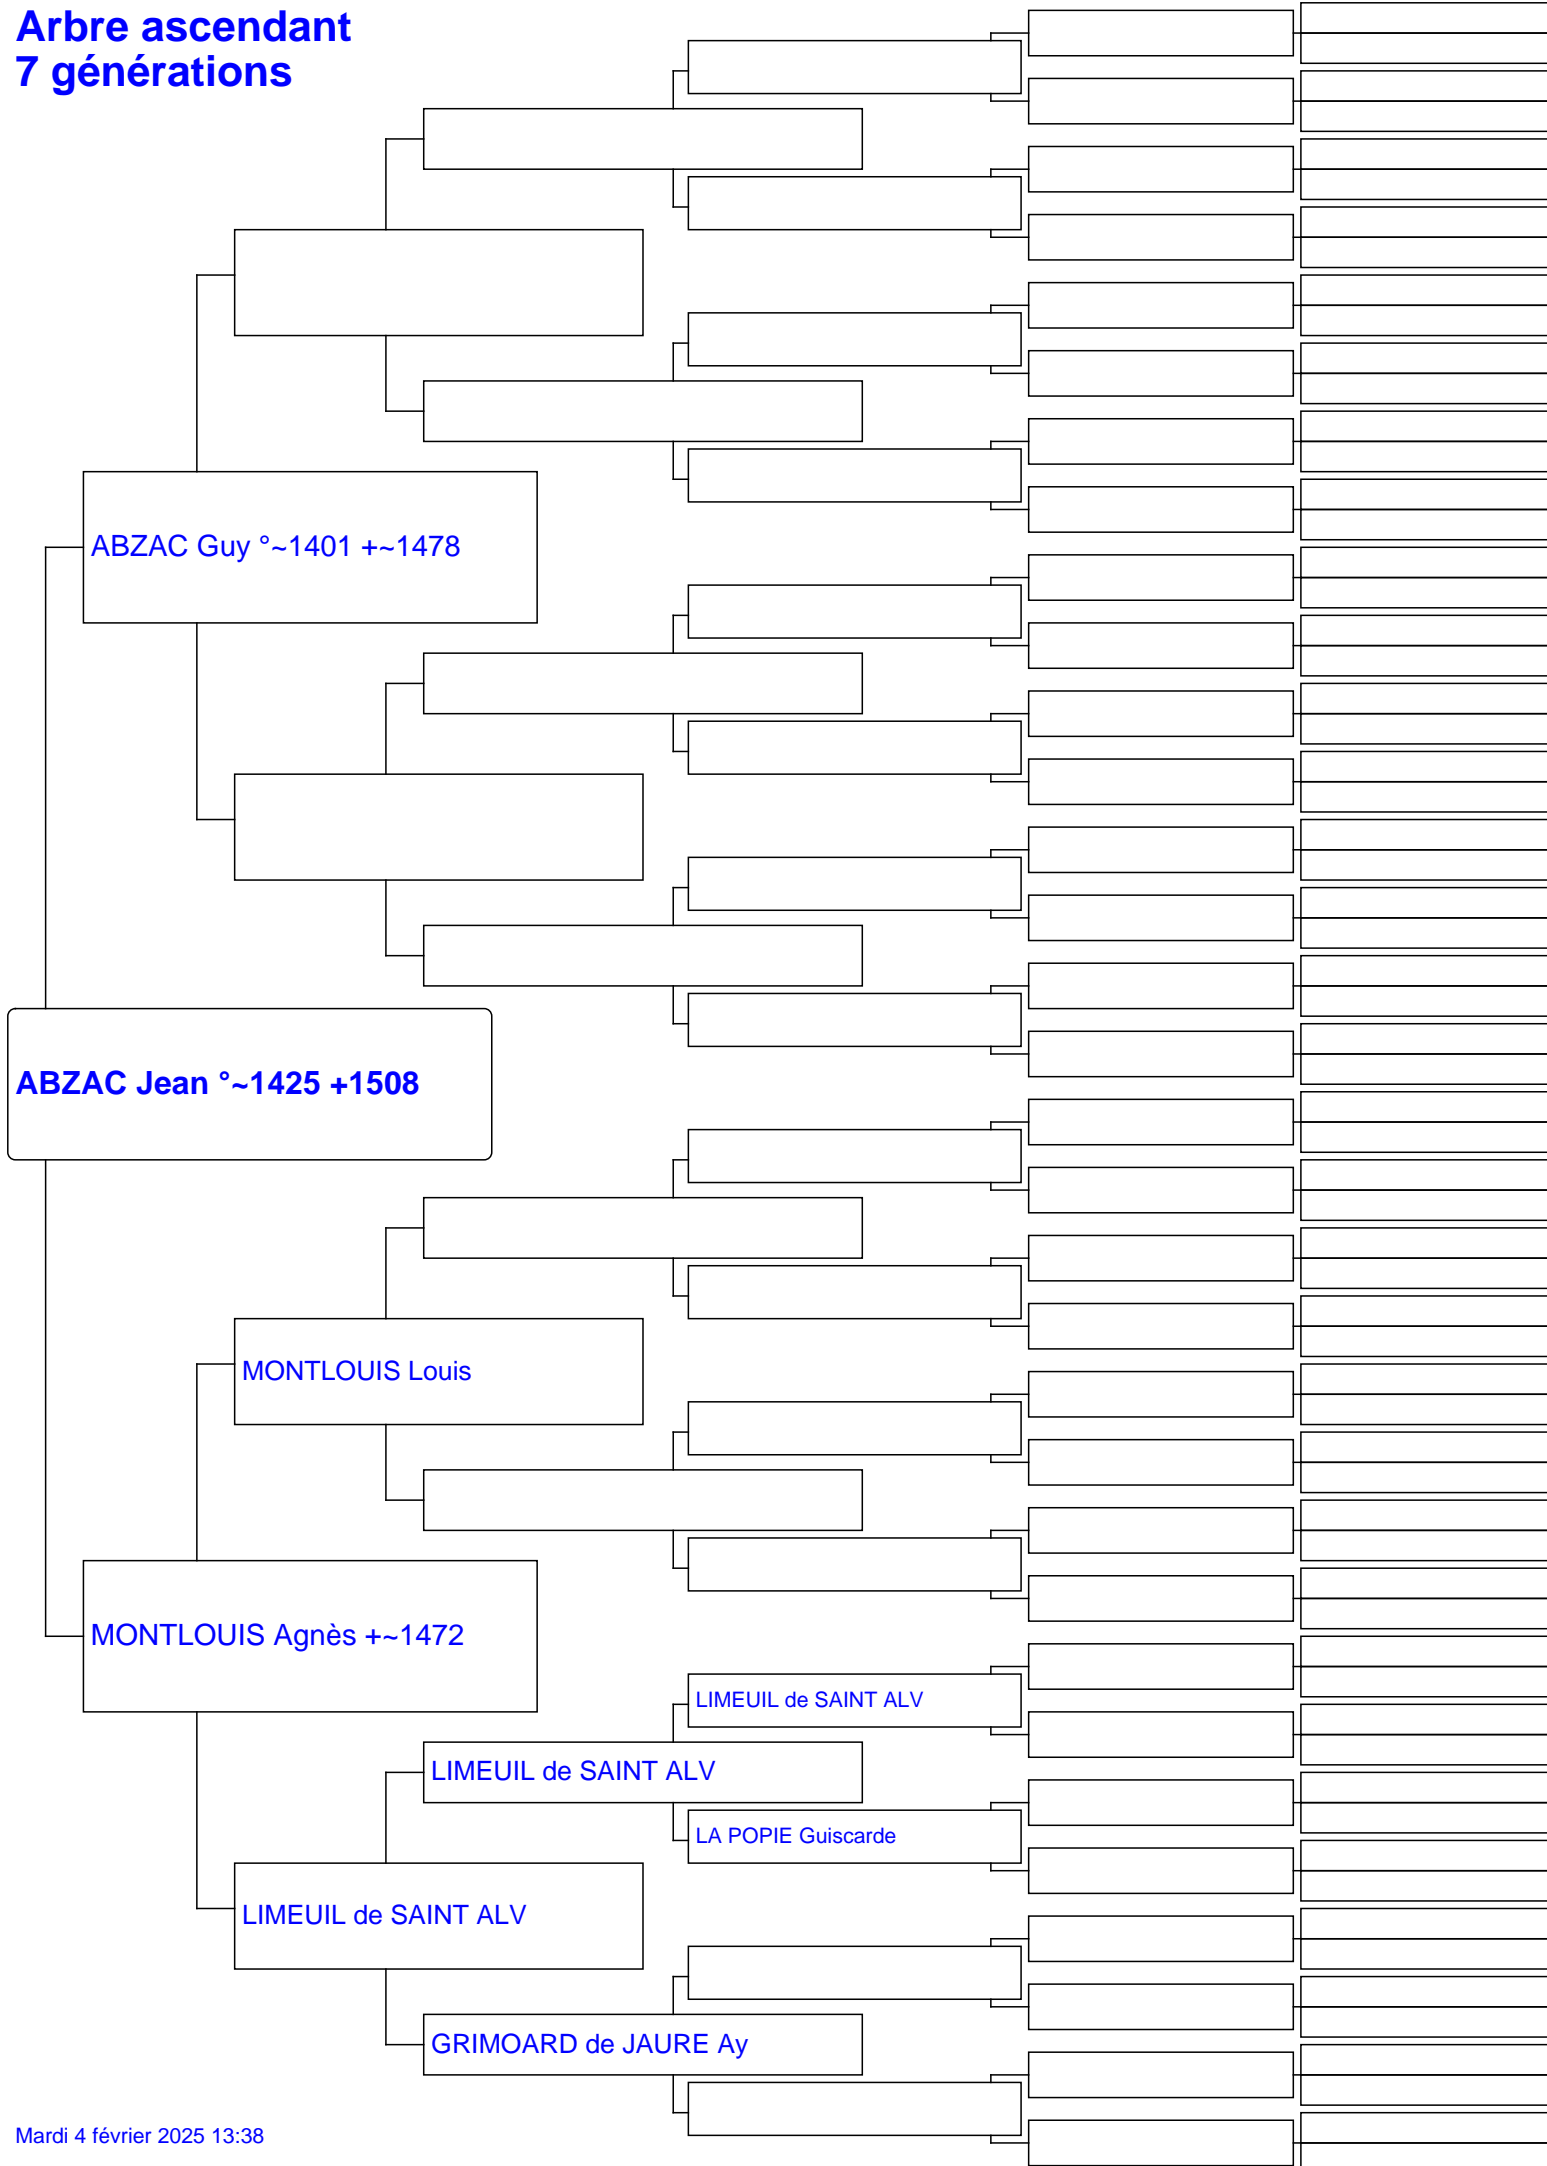 Arbre ascendant
7 générations
ABZAC Guy °~1401 +~1478
ABZAC Jean °~1425 +1508
MONTLOUIS Louis
MONTLOUIS Agnès +~1472
LIMEUIL de SAINT ALV
LIMEUIL de SAINT ALV
LA POPIE Guiscarde
LIMEUIL de SAINT ALV
GRIMOARD de JAURE Ay
Mardi 4 février 2025 13:38